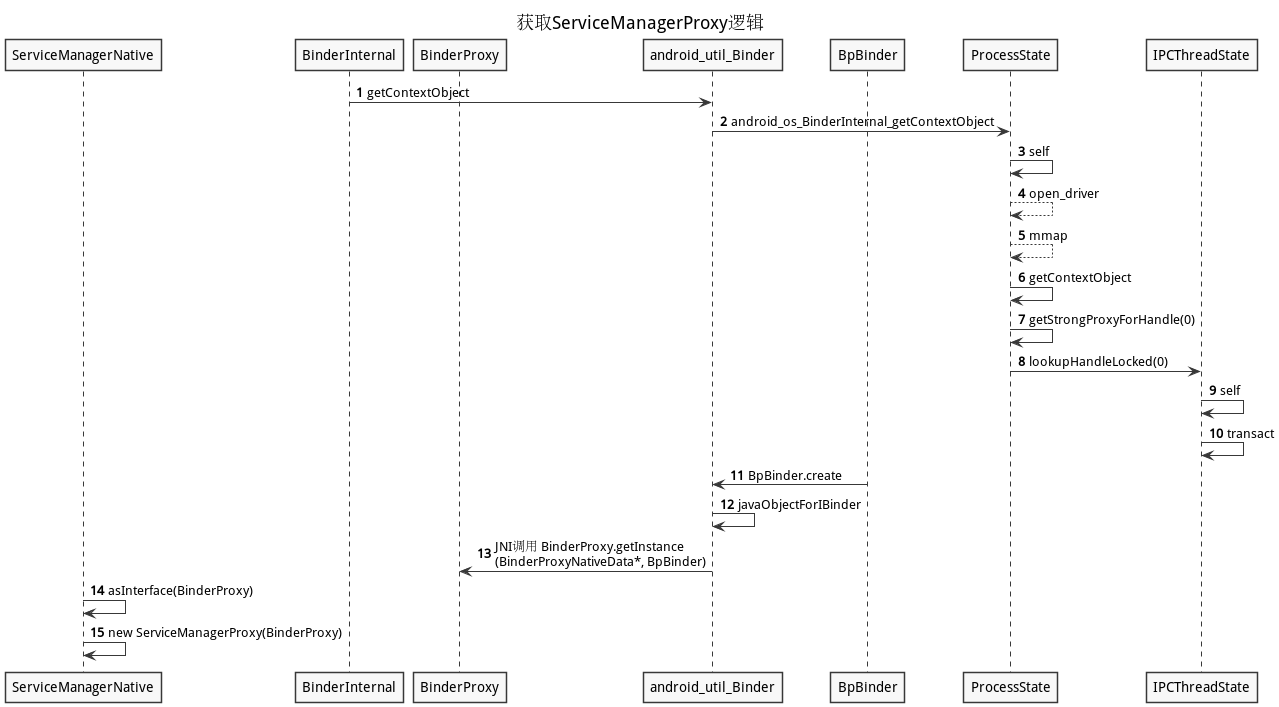 获取ServiceManagerProxy逻辑
ServiceManagerNative
BinderInternal
BinderProxy
android_util_Binder
BpBinder
ProcessState
IPCThreadState
1 getContextObject
2 android_os_BinderInternal_getContextObject
3 self
4 open_driver
5 mmap
6 getContextObject
7 getStrongProxyForHandle(0)
8 lookupHandleLocked(0)
9 self
10 transact
11 BpBinder.create
12 javaObjectForIBinder
13 JNI调用 BinderProxy.getInstance
(BinderProxyNativeData*, BpBinder)
14 asInterface(BinderProxy)
15 new ServiceManagerProxy(BinderProxy)
ServiceManagerNative
BinderInternal
BinderProxy
android_util_Binder
BpBinder
ProcessState
IPCThreadState